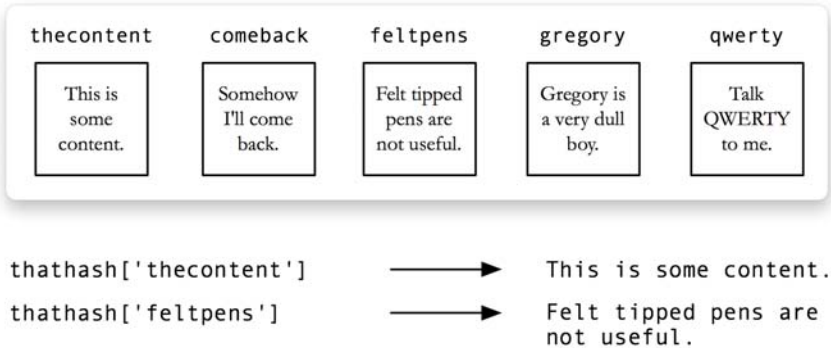 thecontent comeback feltpens gregory qwerty
This is
some
content.
Somehow
I'll come
back.
Felt tipped
pens are
not useful.
Gregory is
a very dull
boy.
Talk
QWERTY
to me.
thathash['thecontent'] This is some content.
thathash['feltpens'] Felt tipped pens are
not useful.